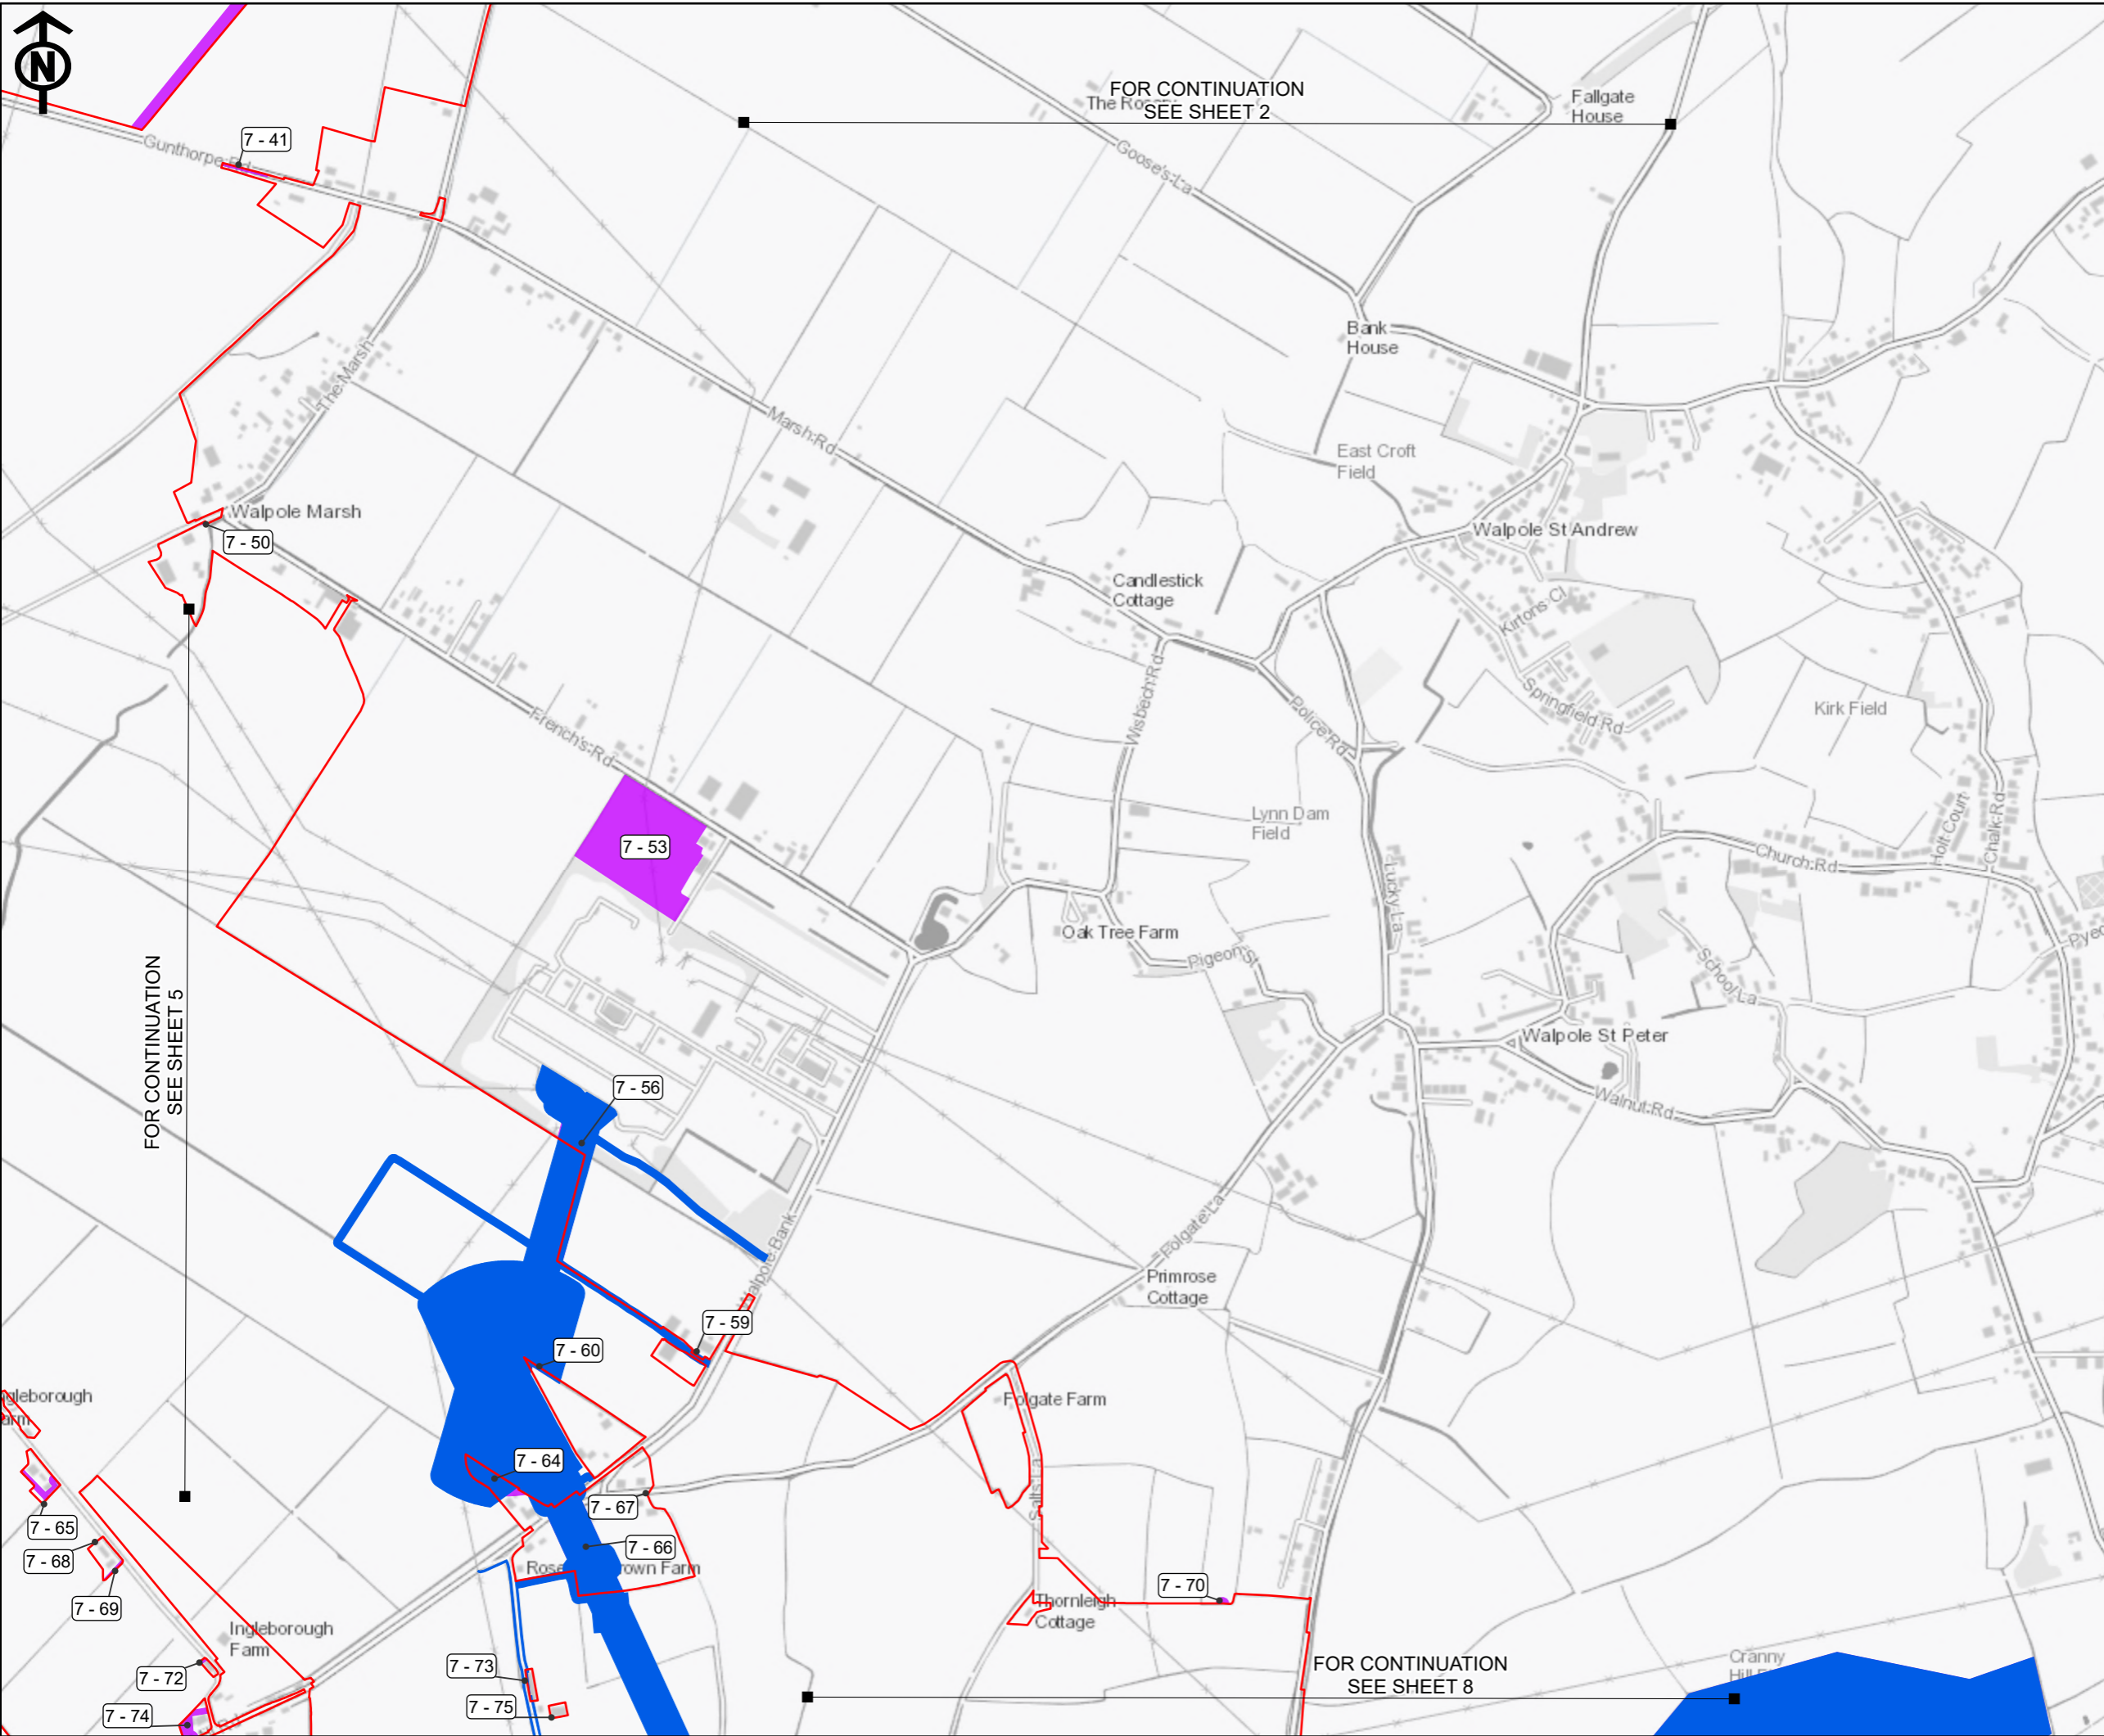 N
FOR CONTINUATION
SEE SHEET 2
Fallgate
House
7 - 41
Gunthorpe Rd
Goose's La
Bank
House
The Marsh
Marsh Rd
East Croft
Field
Walpole Marsh
7 - 50
Walpole St Andrew
Candlestick
Cottage
Kirtons Cl
Wisbech Rd
Springfield Rd
Police Rd
Kirk Field
French's Rd
7 - 53
Lynn Dam
Field
Holt Court
Chalk Rd
Church Rd
Lucky La
Oak Tree Farm
Pigeon St
School La
FOR CONTINUATION
SEE SHEET 5
Walpole St Peter
7 - 56
Walnut Rd
Walpole Bank
Folgate La
Primrose
Cottage
7 - 59
7 - 60
Folgate Farm
7 - 64
Salts La
7 - 67
7 - 65
7 - 66
7 - 68
Farm
7 - 69
7 - 70
Thornleigh
Cottage
Ingleborough
Farm
7 - 72
7 - 73
FOR CONTINUATION
SEE SHEET 8
Cranny
7 - 74
7 - 75